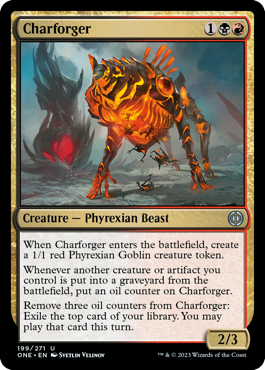 Charforger 1
Creature — Phyrexian Beast
When Charforger enters the battlefield, create
a 1/1 red Phyrexian Goblin creature token.
Whenever another creature or artifact you
control is put into a graveyard from the
battlefield, put an oil counter on Charforger.
Remove three oil counters from Charforger:
Exile the top card of your library. You may
play that card this turn.
2/3
199/271 U
ONE • EN Svetlin Velinov ™ & © 2023 Wizards of the Coast